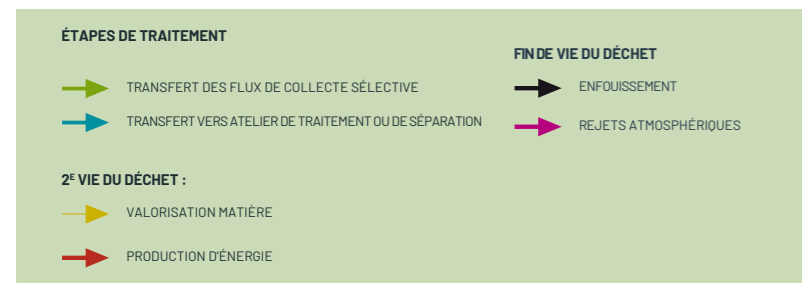 ÉTAPES DE TRAITEMENT
TRANSFERT DES FLUX DE COLLECTE SÉLECTIVE
TRANSFERT VERS ATELIER DE TRAITEMENT OU DE SÉPARATION
2E VIE DU DÉCHET :
VALORISATION MATIÈRE
PRODUCTION D'ÉNERGIE
FIN DE VIE DU DÉCHET
ENFOUISSEMENT
REJETS ATMOSPHÉRIQUES